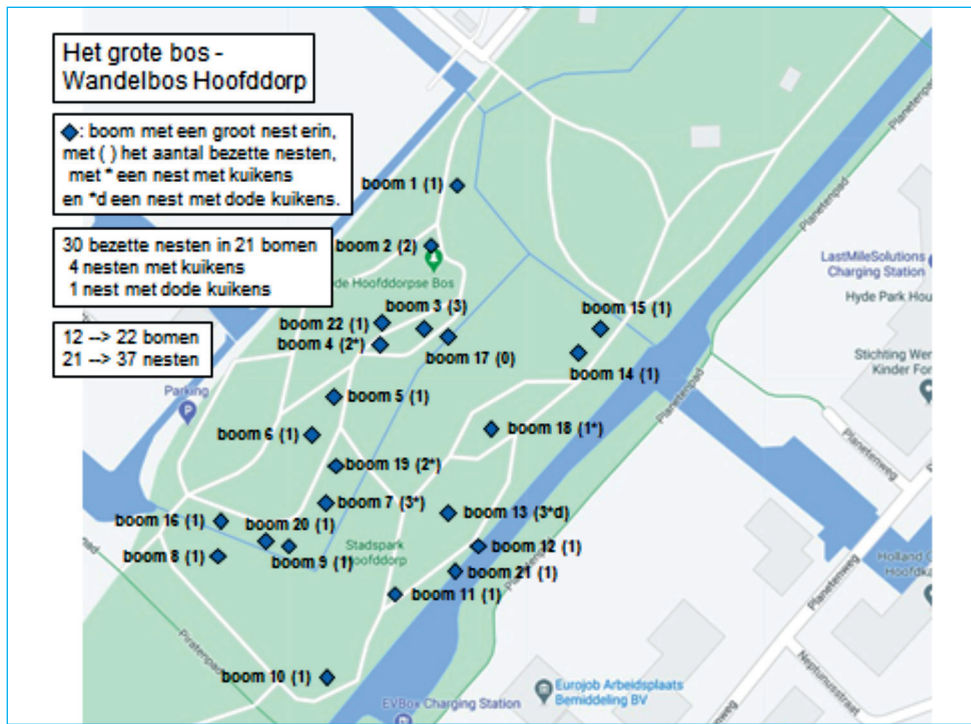 Het grote bos -
Wandelbos Hoofddorp
: boom met een groot nest erin,
met ( ) het aantal bezette nesten,
met * een nest met kuikens
en *d een nest met dode kuikens.
30 bezette nesten in 21 bomen
4 nesten met kuikens
1 nest met dode kuikens
12 --> 22 bomen
21 --> 37 nesten
boom 1 (1)
boom 2 (2)
de Hoofddorpse Bos
boom 3 (3)
boom 22 (1)
boom 4 (2*)
boom 17 (0)
boom 15 (1)
boom 14 (1)
boom 5 (1)
boom 6 (1)
boom 18 (1*)
boom 19 (2*)
boom 7 (3*)
boom 13 (3*d)
boom 16 (1)
boom 20 (1)
boom 8 (1)
boom 9 (1)
Stadspark
Hoofddorp
boom 12 (1)
boom 21 (1)
boom 11 (1)
boom 10 (1)
Parking
P
Planetenpad
Planetenpad
Planetenpad
Planetenpad
LastMileSolutions
Charging Station
Hyde Park Hou
Stichting Wer
Kinder For
Planetenweg
Planetenweg
Holland
Hoofdka
Neptunusstraat
Piratenpad
EVBox Charging Station
Eurojob Arbeidsplaats
Bemiddeling BV